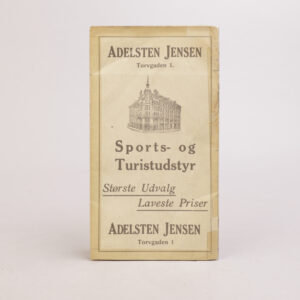 ADELSTEN JENSEN
Torvgaden 1.
Sports- og
Turistudstyr
Største Udvalg
Laveste Priser
ADELSTEN JENSEN
Torvgaden 1